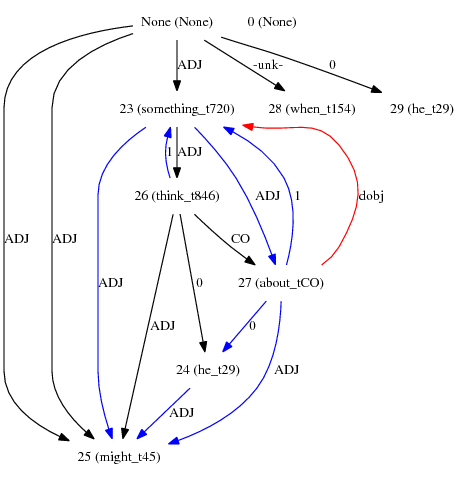 None (None) 0 (None)
ADJ -unk- 0
23 (something_t720) 28 (when_t154) 29 (he_t29)
1 ADJ
26 (think_t846) ADJ 1 dobj
ADJ ADJ CO
ADJ 0 27 (about_tCO)
ADJ 0
24 (he_t29) ADJ
ADJ
25 (might_t45)